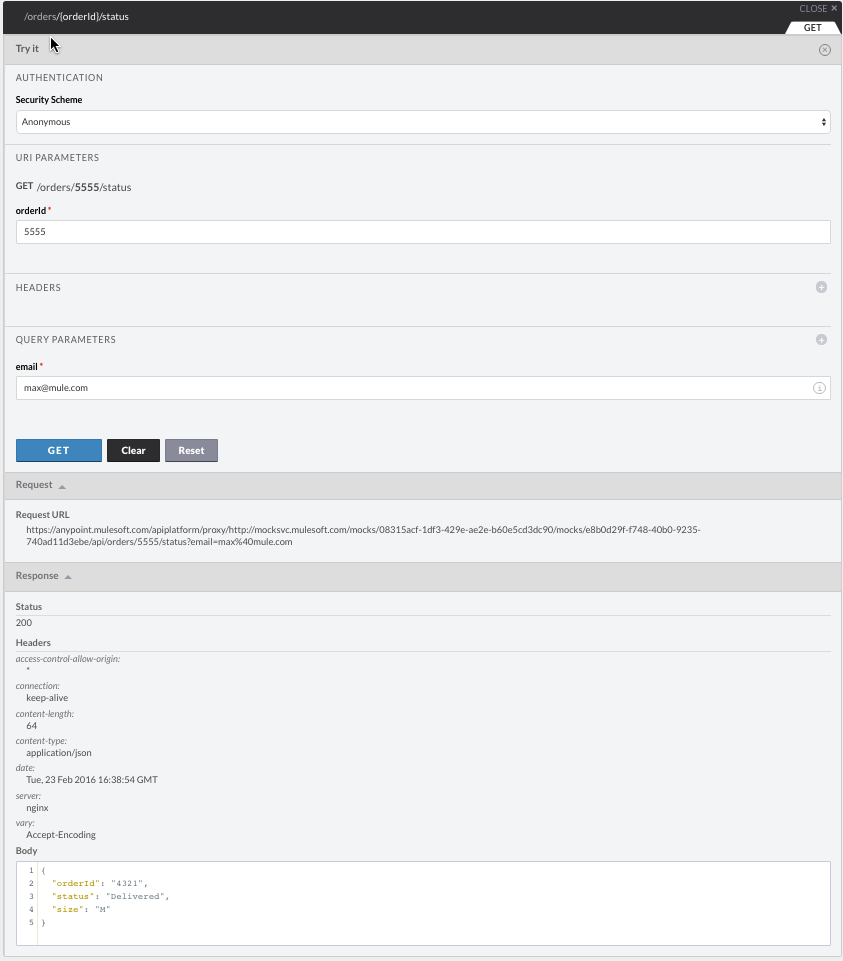 /orders/{orderId}/status
CLOSE ×
GET
Try it
AUTHENTICATION
Security Scheme
Anonymous
URI PARAMETERS
GET /orders/5555/status
orderId *
5555
HEADERS
QUERY PARAMETERS
email *
max@mule.com
GET Clear Reset
Request
Request URL
https://anypoint.mulesoft.com/apiplatform/proxy/http://mocksvc.mulesoft.com/mocks/08315acf-1df3-429e-ae2e-b60e5cd3dc90/mocks/e8b0d29f-f748-40b0-9235-
740ad11d3ebe/api/orders/5555/status?email=max%40mule.com
Response
Status
200
Headers
access-control-allow-origin:
*
connection:
keep-alive
content-length:
64
content-type:
application/json
date:
Tue, 23 Feb 2016 16:38:54 GMT
server:
nginx
vary:
Accept-Encoding
Body
1 {
2 "orderId": "4321",
3 "status": "Delivered",
4 "size": "M"
5 }